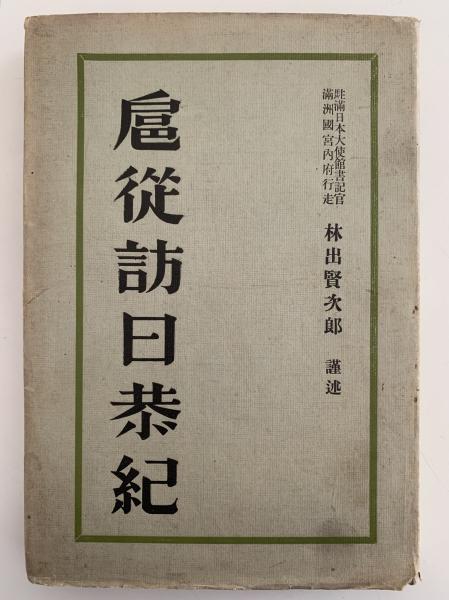 駐滿日本大使館書記官
滿洲國宮內府行走
林出賢次郎 謹述
扈從訪日恭紀